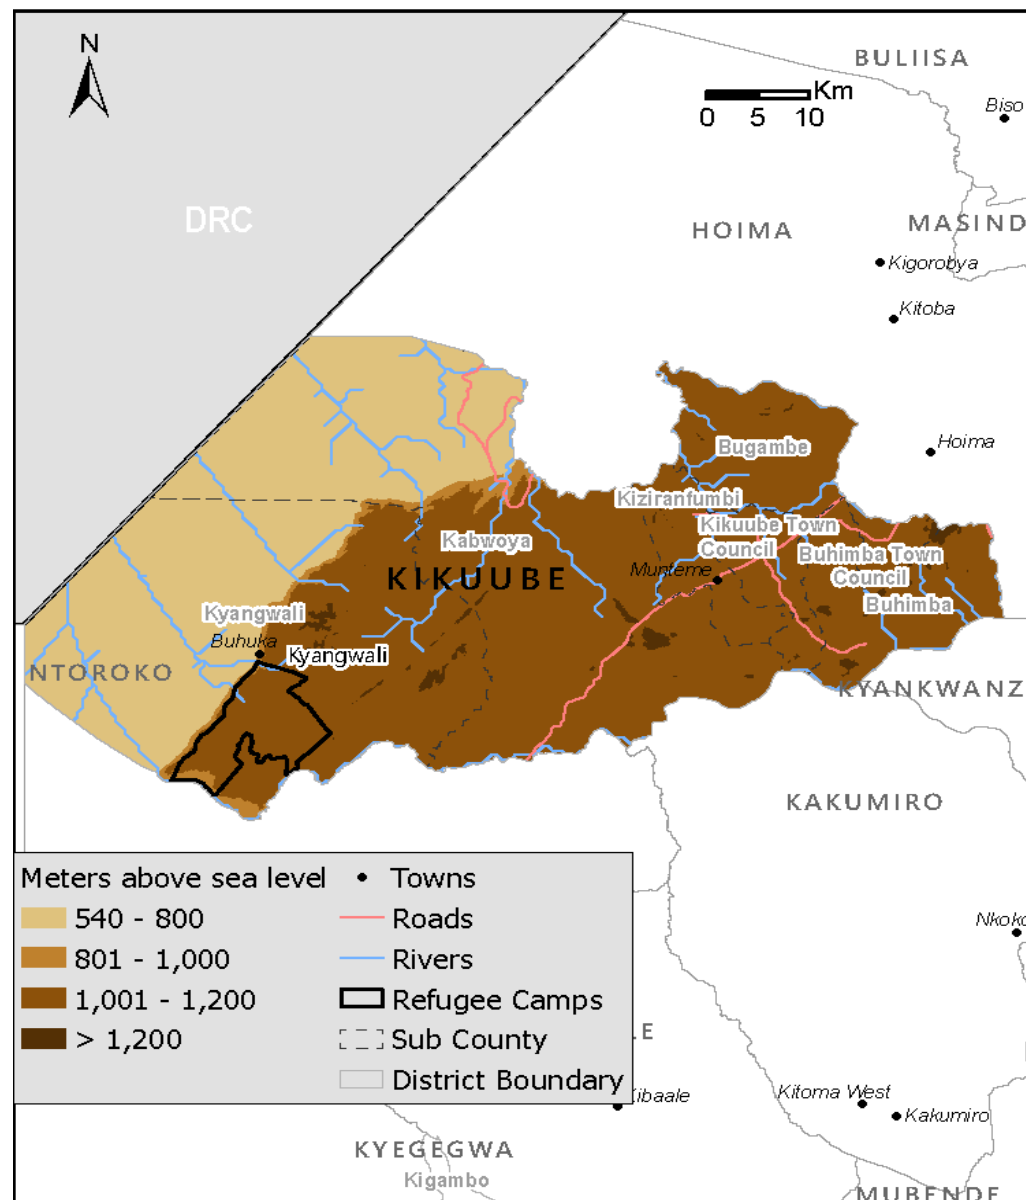 N
BULIISA
Km
0 5 10
Biso
DRC
HOIMA
MASIND
Kigorobya
Kitoba
Bugambe
Hoima
Kiziranfumbi
Kabwoya
Kikuube Town
Council
Buhimba Town
Council
KIKUUBE
Munteme
Buhimba
Kyangwali
Buhuka
Kyangwali
NTOROKO
KYANKWANZ
KAKUMIRO
Meters above sea level
540 - 800
801 - 1,000
1,001 - 1,200
> 1,200
Towns
Roads
Rivers
Refugee Camps
Sub County
District Boundary
Nkoko
LE
Kibaale
Kitoma West
Kakumiro
KYEGEGWA
Kigambo
MUBENDE